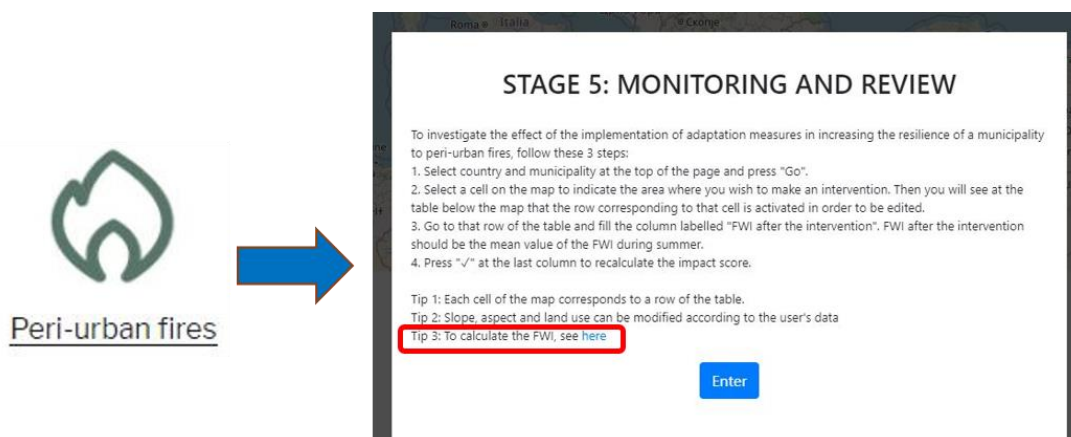 Roma
Italia
Peri-urban fires
STAGE 5: MONITORING AND REVIEW
To investigate the effect of the implementation of adaptation measures in increasing the resilience of a municipality
to peri-urban fires, follow these 3 steps:
1. Select country and municipality at the top of the page and press "Go".
2. Select a cell on the map to indicate the area where you wish to make an intervention. Then you will see at the
table below the map that the row corresponding to that cell is activated in order to be edited.
3. Go to that row of the table and fill the column labelled "FWI after the intervention". FWI after the intervention
should be the mean value of the FWI during summer.
4. Press "✓" at the last column to recalculate the impact score.
Tip 1: Each cell of the map corresponds to a row of the table.
Tip 2: Slope, aspect and land use can be modified according to the user's data
Tip 3: To calculate the FWI, see here
Enter